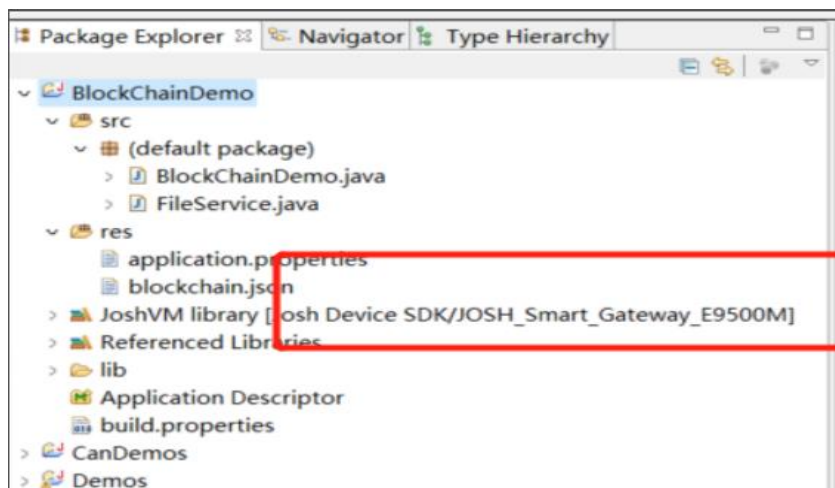 Package Explorer Navigator Type Hierarchy
BlockChainDemo
src
(default package)
BlockChainDemo.java
FileService.java
res
application.properties
blockchain.json
JoshVM library [Josh Device SDK/JOSH_Smart_Gateway_E9500M]
Referenced Libraries
lib
Application Descriptor
build.properties
CanDemos
Demos